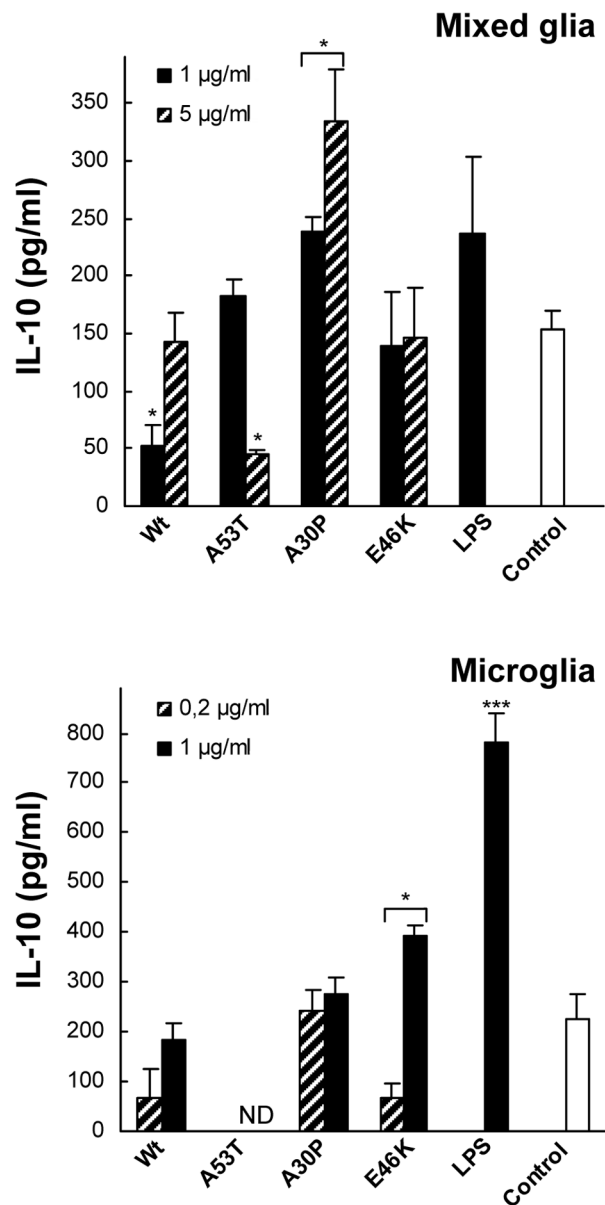 Mixed glia
1 µg/ml
5 µg/ml
IL-10 (pg/ml)
350
300
250
200
150
100
50
0
*
*
*
Wt
A53T
A30P
E46K
LPS
Control
Microglia
0,2 µg/ml
1 µg/ml
IL-10 (pg/ml)
800
700
600
500
400
300
200
100
0
ND
*
***
Wt
A53T
A30P
E46K
LPS
Control